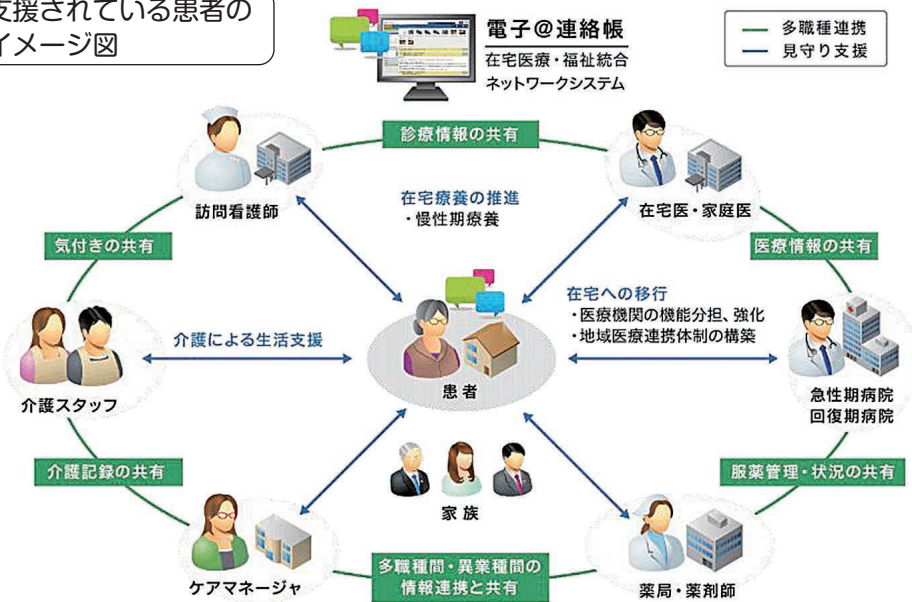 支援されている患者の
イメージ図
電子@連絡帳
在宅医療・福祉統合
ネットワークシステム
多職種連携
見守り支援
診療情報の共有
訪問看護師
在宅医・家庭医
在宅療養の推進
・慢性期療養
気付きの共有
医療情報の共有
介護による生活支援
在宅への移行
・医療機関の機能分担、強化
・地域医療連携体制の構築
患者
介護スタッフ
急性期病院
回復期病院
介護記録の共有
服薬管理・状況の共有
家族
ケアマネージャ
多職種間・異業種間の
情報連携と共有
薬局・薬剤師